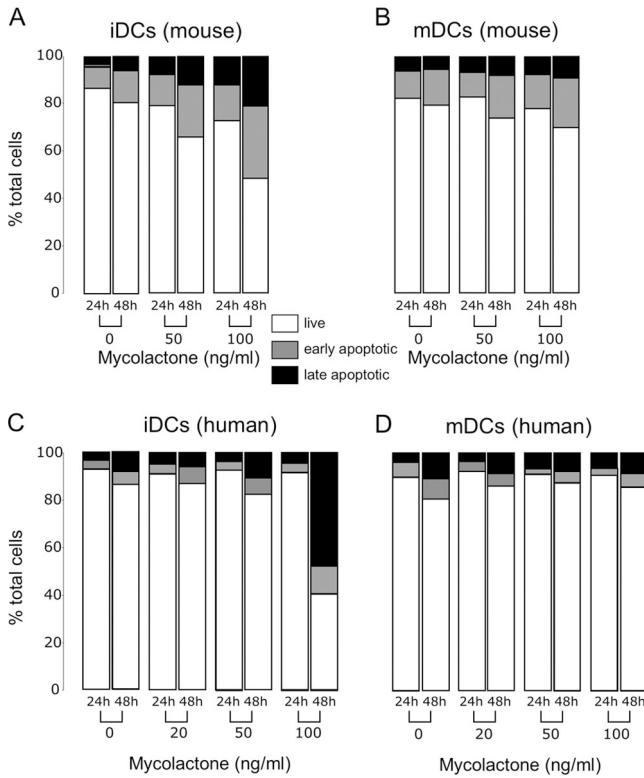 A
iDCs (mouse)
B
mDCs (mouse)
% total cells
100
80
60
40
20
0
24h 48h 24h 48h 24h 48h
0 50 100
Mycolactone (ng/ml)
24h 48h 24h 48h 24h 48h
0 50 100
Mycolactone (ng/ml)
live
early apoptotic
late apoptotic
C
iDCs (human)
D
mDCs (human)
% total cells
100
80
60
40
20
0
24h 48h 24h 48h 24h 48h 24h 48h
0 20 50 100
Mycolactone (ng/ml)
24h 48h 24h 48h 24h 48h 24h 48h
0 20 50 100
Mycolactone (ng/ml)